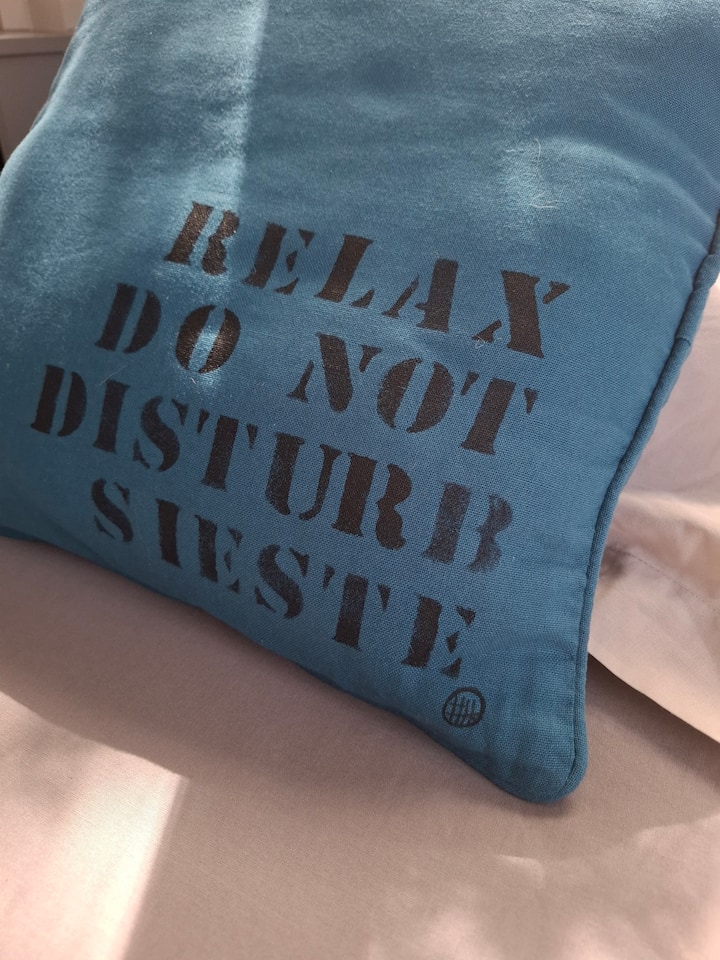 RELAX
DO NOT
DISTURB
SIESTE